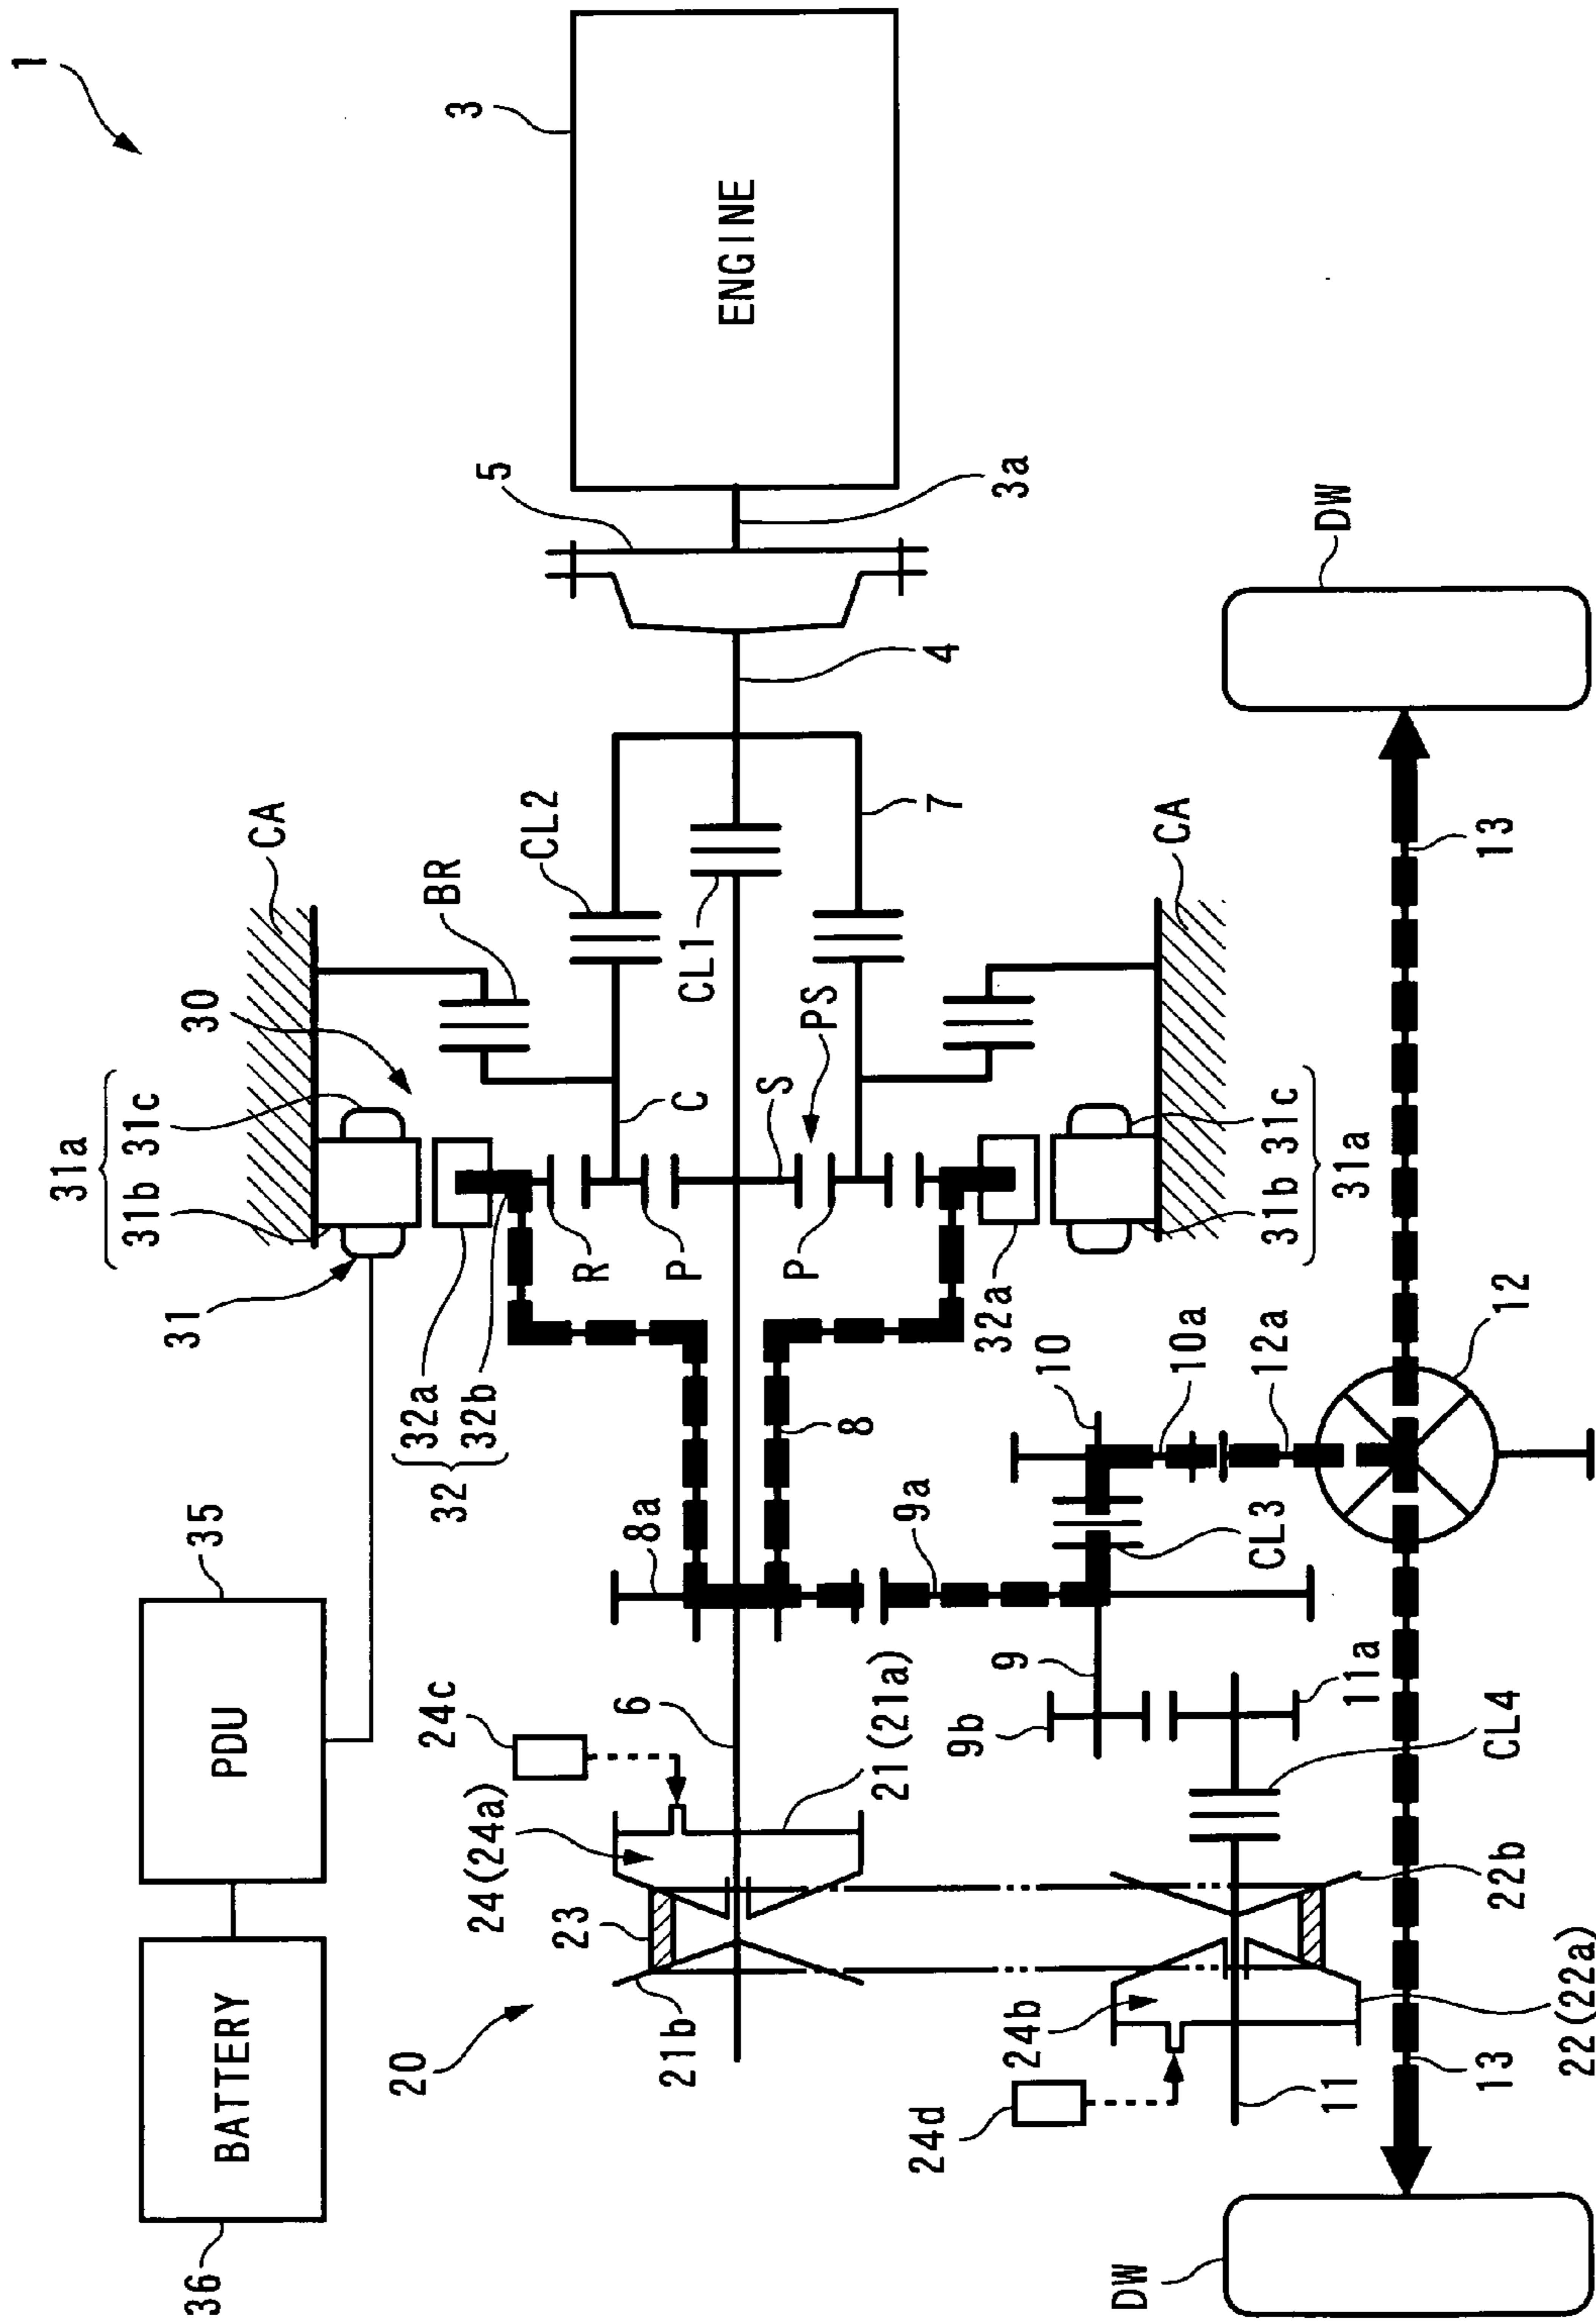 1
3
ENGINE
5
3a
4
7
CA
CL2
BR
CL1
PS
CA
DW
13
30
31a
31b 31c
31
C
S
R
P
P
32a
31b 31c
31a
32a
32b
32
8
10
10a
12a
12
35
PDU
8a
9a
CL3
24c
6
21(21a)
9
9b
11a
CL4
36
BATTERY
24(24a)
23
20
21b
24b
24d
11
22b
22(22a)
13
DW